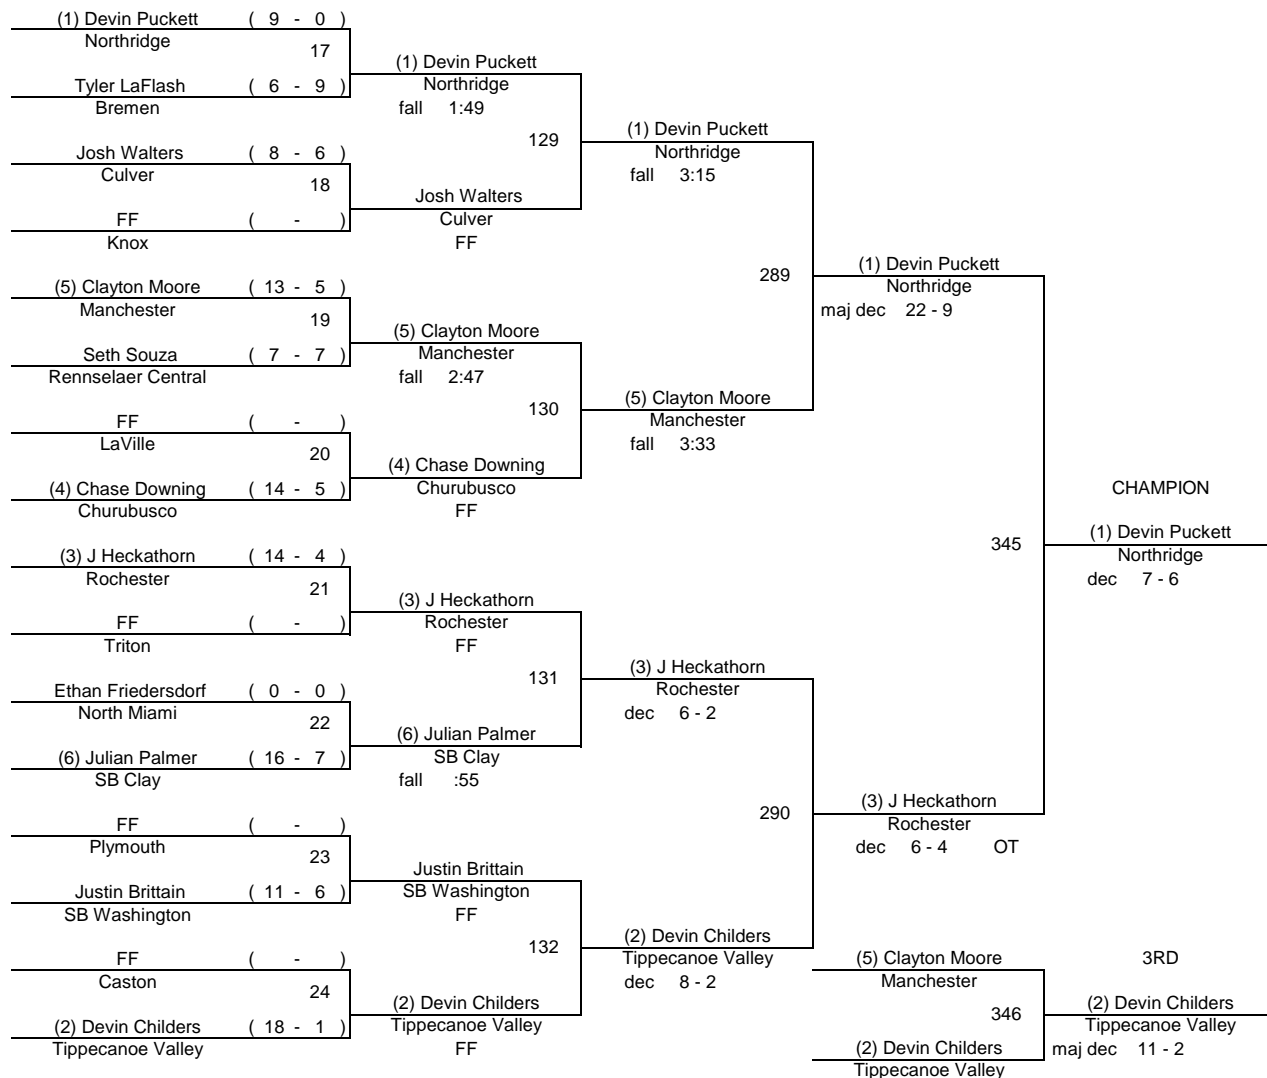 (1) Devin Puckett ( 9 - 0 )
Northridge
17
Tyler LaFlash ( 6 - 9 )
Bremen
Josh Walters ( 8 - 6 )
Culver
18
FF ( - )
Knox
(5) Clayton Moore ( 13 - 5 )
Manchester
19
Seth Souza ( 7 - 7 )
Rennselaer Central
FF ( - )
LaVille
20
(4) Chase Downing ( 14 - 5 )
Churubusco
(3) J Heckathorn ( 14 - 4 )
Rochester
21
FF ( - )
Triton
Ethan Friedersdorf ( 0 - 0 )
North Miami
22
(6) Julian Palmer ( 16 - 7 )
SB Clay
FF ( - )
Plymouth
23
Justin Brittain ( 11 - 6 )
SB Washington
FF ( - )
Caston
24
(2) Devin Childers ( 18 - 1 )
Tippecanoe Valley
(1) Devin Puckett
Northridge
fall 1:49
129
Josh Walters
Culver
FF
(5) Clayton Moore
Manchester
fall 2:47
130
(4) Chase Downing
Churubusco
FF
(3) J Heckathorn
Rochester
FF
131
(6) Julian Palmer
SB Clay
fall :55
Justin Brittain
SB Washington
FF
132
(2) Devin Childers
Tippecanoe Valley
FF
(1) Devin Puckett
Northridge
fall 3:15
289
(5) Clayton Moore
Manchester
fall 3:33
(3) J Heckathorn
Rochester
dec 6 - 2
290
(2) Devin Childers
Tippecanoe Valley
dec 8 - 2
(1) Devin Puckett
Northridge
maj dec 22 - 9
345
(3) J Heckathorn
Rochester
dec 6 - 4 OT
CHAMPION
(1) Devin Puckett
Northridge
dec 7 - 6
(5) Clayton Moore
Manchester
346
(2) Devin Childers
Tippecanoe Valley
3RD
(2) Devin Childers
Tippecanoe Valley
maj dec 11 - 2